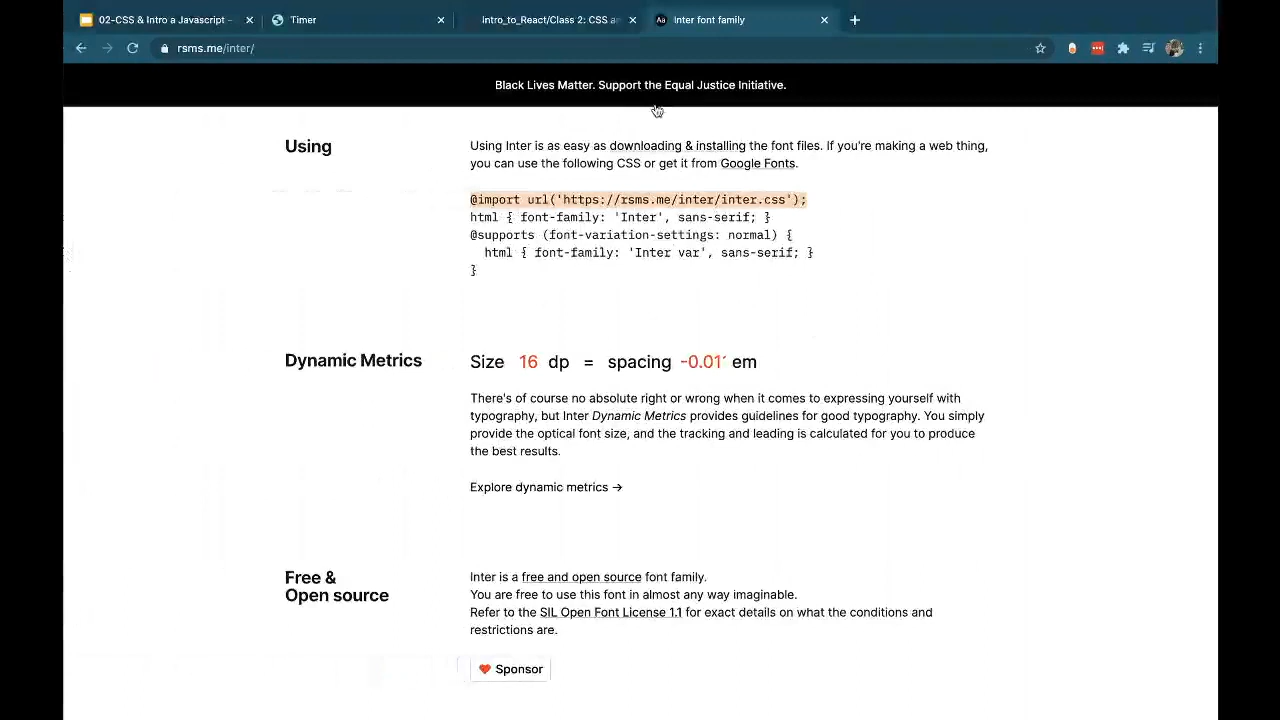 02-CSS & Intro a Javascript -
Timer
Intro_to_React/Class 2: CSS a
Aa Inter font family
rsms.me/inter/
Black Lives Matter. Support the Equal Justice Initiative.
Using
Using Inter is as easy as downloading & installing the font files. If you're making a web thing,
you can use the following CSS or get it from Google Fonts.
@import url('https://rsms.me/inter/inter.css');
html { font-family: 'Inter', sans-serif; }
@supports (font-variation-settings: normal) {
html { font-family: 'Inter var', sans-serif; }
}
Dynamic Metrics
Size 16 dp = spacing -0.011 em
There's of course no absolute right or wrong when it comes to expressing yourself with
typography, but Inter Dynamic Metrics provides guidelines for good typography. You simply
provide the optical font size, and the tracking and leading is calculated for you to produce
the best results.
Explore dynamic metrics →
Free &
Open source
Inter is a free and open source font family.
You are free to use this font in almost any way imaginable.
Refer to the SIL Open Font License 1.1 for exact details on what the conditions and
restrictions are.
Sponsor